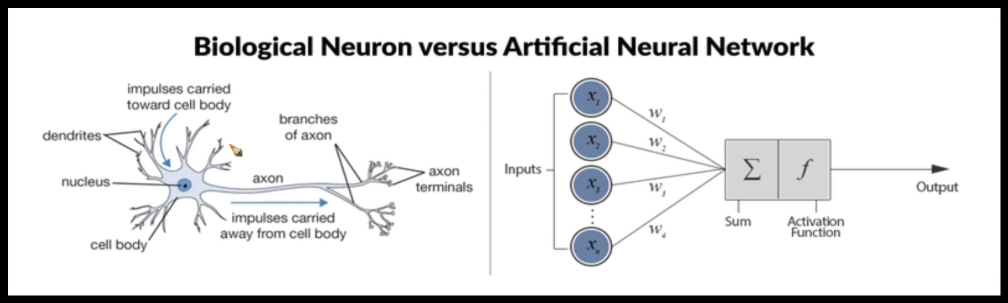 Biological Neuron versus Artificial Neural Network
impulses carried
toward cell body
dendrites
nucleus
cell body
branches
of axon
axon
axon
terminals
impulses carried
away from cell body
Inputs
x₁
x₂
x₃
xₙ
w₁
w₂
w₃
w₄
Σ
f
Sum
Activation
Function
Output